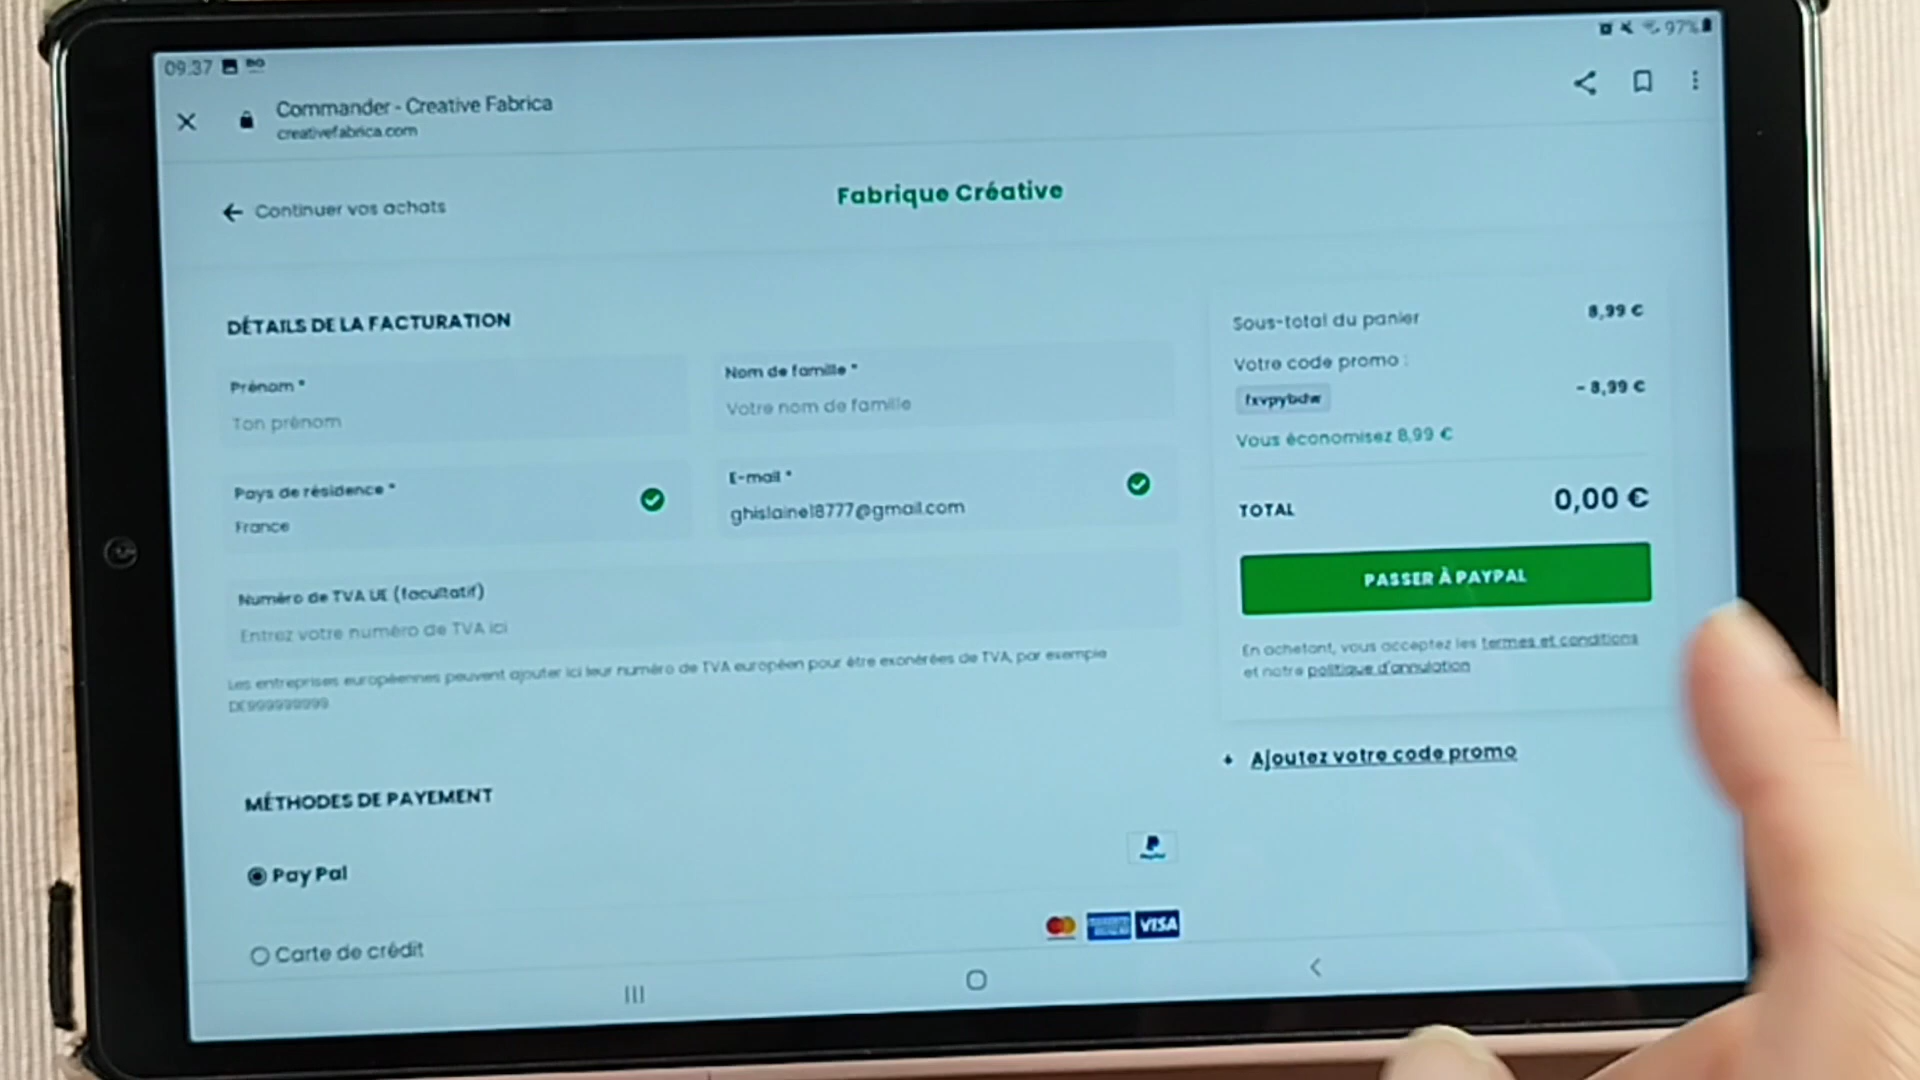 09:37
97%
Commander - Creative Fabrica
creativefabrica.com
Continuer vos achats
Fabrique Créative
DÉTAILS DE LA FACTURATION
Prénom *
Ton prénom
Nom de famille *
Votre nom de famille
Pays de résidence *
France
E-mail *
ghislaine18777@gmail.com
Numéro de TVA UE (facultatif)
Entrez votre numéro de TVA ici
Les entreprises européennes peuvent ajouter ici leur numéro de TVA européen pour être exonérées de TVA, par exemple
DE999999999.
MÉTHODES DE PAYEMENT
PayPal
PayPal
Carte de crédit
VISA
Sous-total du panier 8,99 €
Votre code promo :
fxvpybdw - 8,99 €
Vous économisez 8,99 €
TOTAL 0,00 €
PASSER À PAYPAL
En achetant, vous acceptez les termes et conditions
et notre politique d'annulation
+ Ajoutez votre code promo